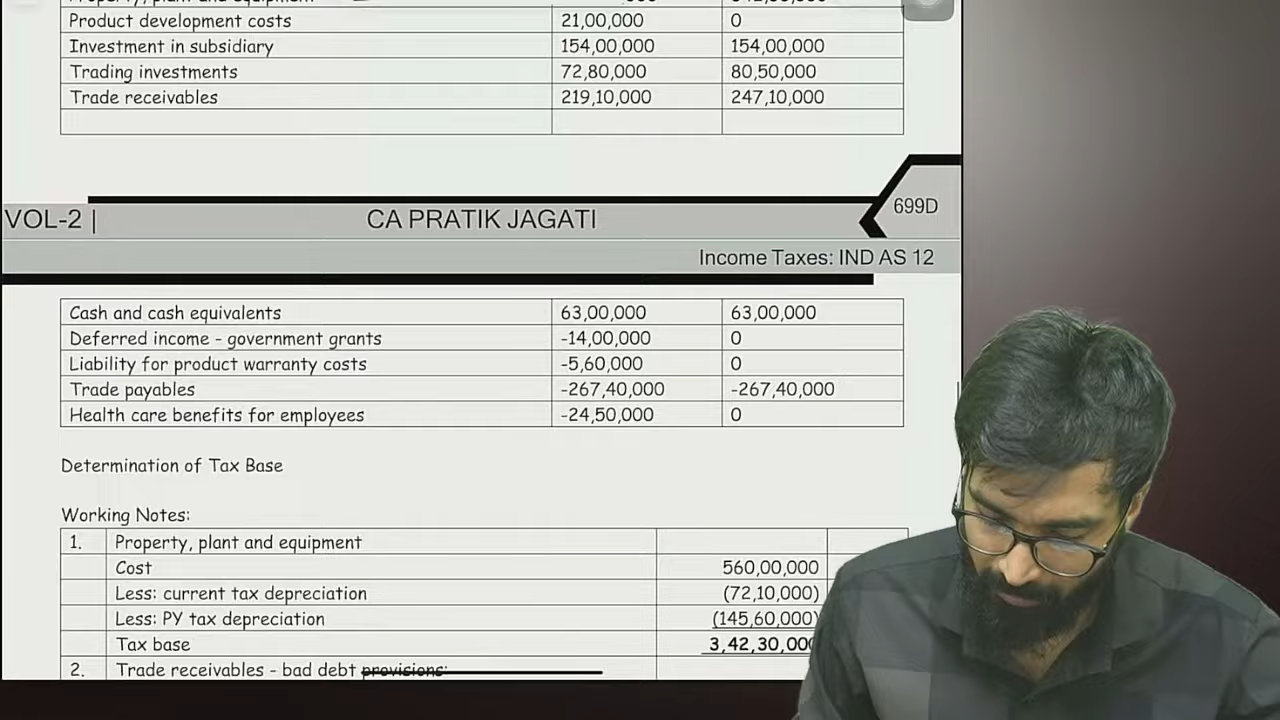 Product development costs 21,00,000 0
Investment in subsidiary 154,00,000 154,00,000
Trading investments 72,80,000 80,50,000
Trade receivables 219,10,000 247,10,000
699D
VOL-2 | CA PRATIK JAGATI
Income Taxes: IND AS 12
Cash and cash equivalents 63,00,000 63,00,000
Deferred income - government grants -14,00,000 0
Liability for product warranty costs -5,60,000 0
Trade payables -267,40,000 -267,40,000
Health care benefits for employees -24,50,000 0
Determination of Tax Base
Working Notes:
1. Property, plant and equipment
Cost 560,00,000
Less: current tax depreciation (72,10,000)
Less: PY tax depreciation (145,60,000)
Tax base 3,42,30,000
2. Trade receivables - bad debt provisions: